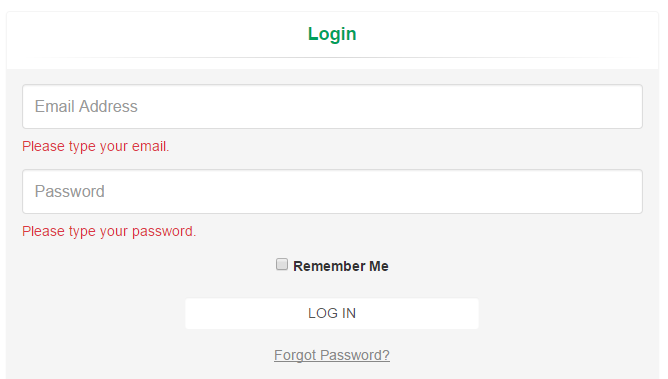 Login
Email Address
Please type your email.
Password
Please type your password.
Remember Me
LOG IN
Forgot Password?